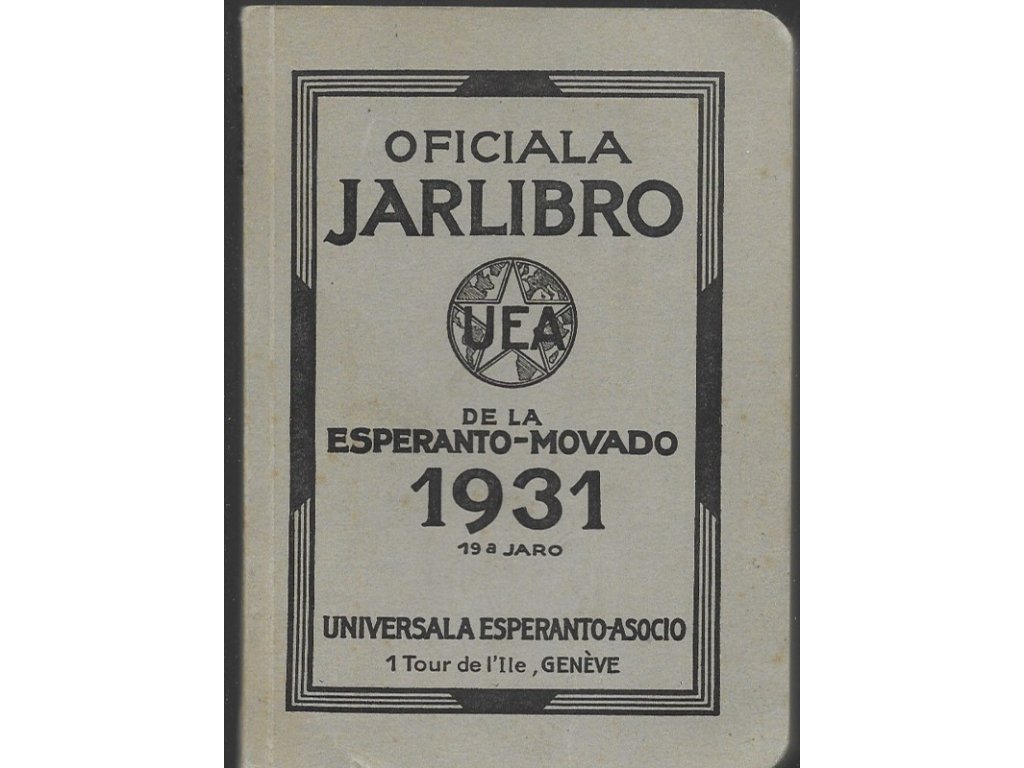 OFICIALA
JARLIBRO
UEA
DE LA
ESPERANTO-MOVADO
1931
19a JARO
UNIVERSALA ESPERANTO-ASOCIO
1 Tour de l'Ile, GENÈVE